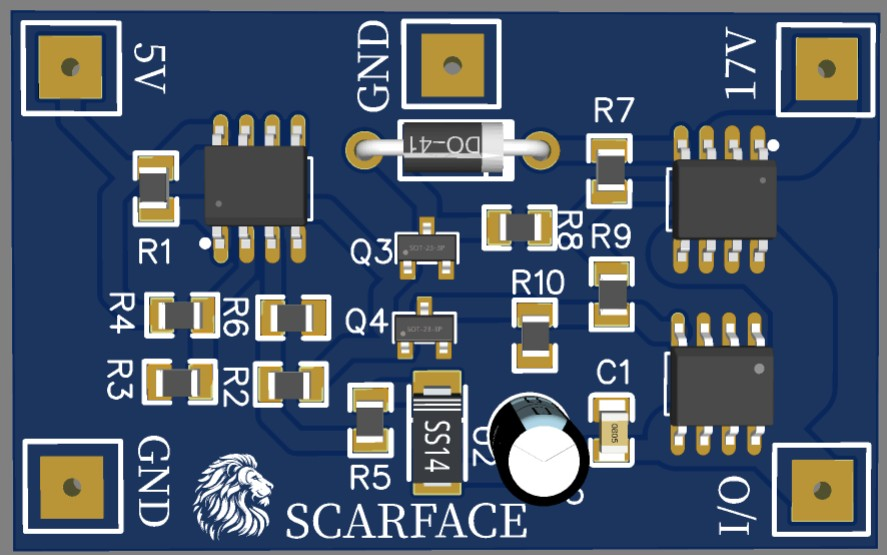 5V
GND
17V
DO-41
R7
R1
Q3
R8
R9
R10
R4
R6
Q4
R3
R2
C1
SS14
R5
GND
SCARFACE
I/O